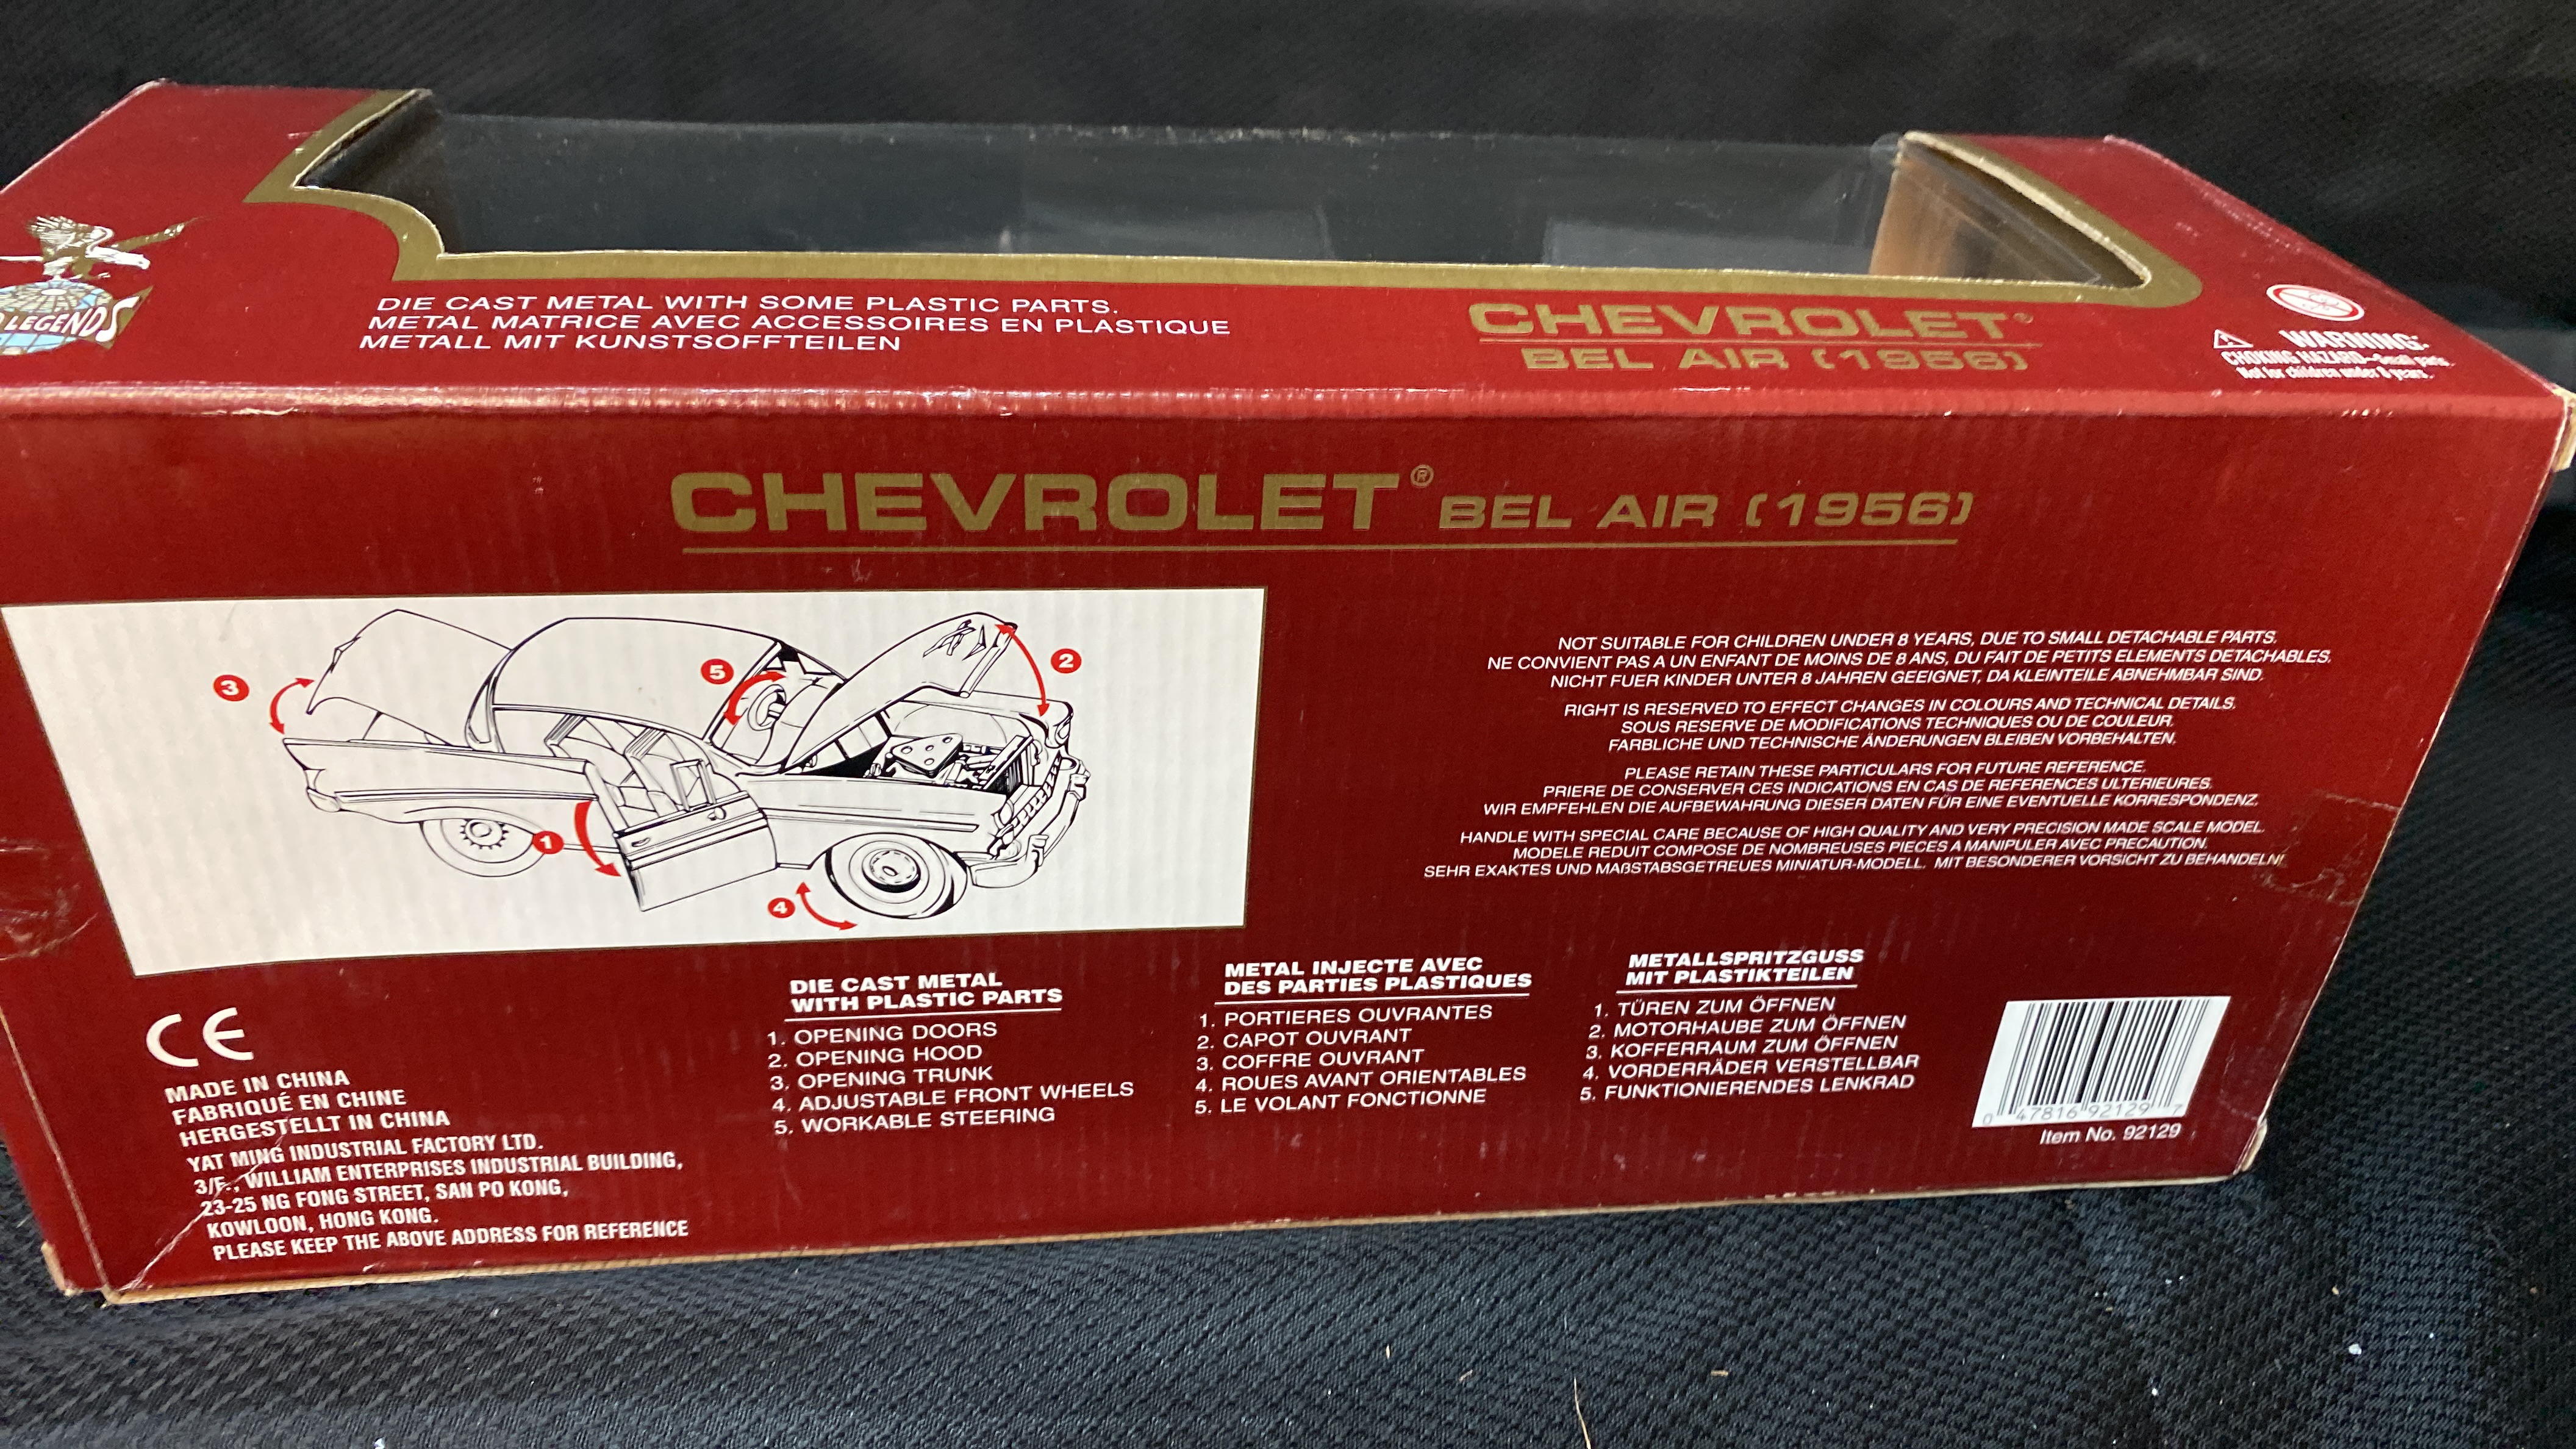 LEGENDS
DIE CAST METAL WITH SOME PLASTIC PARTS.
METAL MATRICE AVEC ACCESSOIRES EN PLASTIQUE
METALL MIT KUNSTSOFFTEILEN
CHEVROLET®
BEL AIR (1956)
WARNING:
CHOKING HAZARD-Small parts.
Not for children under 8 years.
CHEVROLET® BEL AIR (1956)
3
5
2
1
4
NOT SUITABLE FOR CHILDREN UNDER 8 YEARS, DUE TO SMALL DETACHABLE PARTS.
NE CONVIENT PAS A UN ENFANT DE MOINS DE 8 ANS, DU FAIT DE PETITS ELEMENTS DETACHABLES.
NICHT FUER KINDER UNTER 8 JAHREN GEEIGNET, DA KLEINTEILE ABNEHMBAR SIND.
RIGHT IS RESERVED TO EFFECT CHANGES IN COLOURS AND TECHNICAL DETAILS.
SOUS RESERVE DE MODIFICATIONS TECHNIQUES OU DE COULEUR.
FARBLICHE UND TECHNISCHE ÄNDERUNGEN BLEIBEN VORBEHALTEN.
PLEASE RETAIN THESE PARTICULARS FOR FUTURE REFERENCE.
PRIERE DE CONSERVER CES INDICATIONS EN CAS DE REFERENCES ULTERIEURES.
WIR EMPFEHLEN DIE AUFBEWAHRUNG DIESER DATEN FÜR EINE EVENTUELLE KORRESPONDENZ.
HANDLE WITH SPECIAL CARE BECAUSE OF HIGH QUALITY AND VERY PRECISION MADE SCALE MODEL.
MODELE REDUIT COMPOSE DE NOMBREUSES PIECES A MANIPULER AVEC PRECAUTION.
SEHR EXAKTES UND MAßSTABSGETREUES MINIATUR-MODELL. MIT BESONDERER VORSICHT ZU BEHANDELN!
CE
MADE IN CHINA
FABRIQUÉ EN CHINE
HERGESTELLT IN CHINA
YAT MING INDUSTRIAL FACTORY LTD.
3/F., WILLIAM ENTERPRISES INDUSTRIAL BUILDING,
23-25 NG FONG STREET, SAN PO KONG,
KOWLOON, HONG KONG.
PLEASE KEEP THE ABOVE ADDRESS FOR REFERENCE
DIE CAST METAL
WITH PLASTIC PARTS
1. OPENING DOORS
2. OPENING HOOD
3. OPENING TRUNK
4. ADJUSTABLE FRONT WHEELS
5. WORKABLE STEERING
METAL INJECTE AVEC
DES PARTIES PLASTIQUES
1. PORTIERES OUVRANTES
2. CAPOT OUVRANT
3. COFFRE OUVRANT
4. ROUES AVANT ORIENTABLES
5. LE VOLANT FONCTIONNE
METALLSPRITZGUSS
MIT PLASTIKTEILEN
1. TÜREN ZUM ÖFFNEN
2. MOTORHAUBE ZUM ÖFFNEN
3. KOFFERRAUM ZUM ÖFFNEN
4. VORDERRÄDER VERSTELLBAR
5. FUNKTIONIERENDES LENKRAD
0 47816 92129 7
Item No. 92129